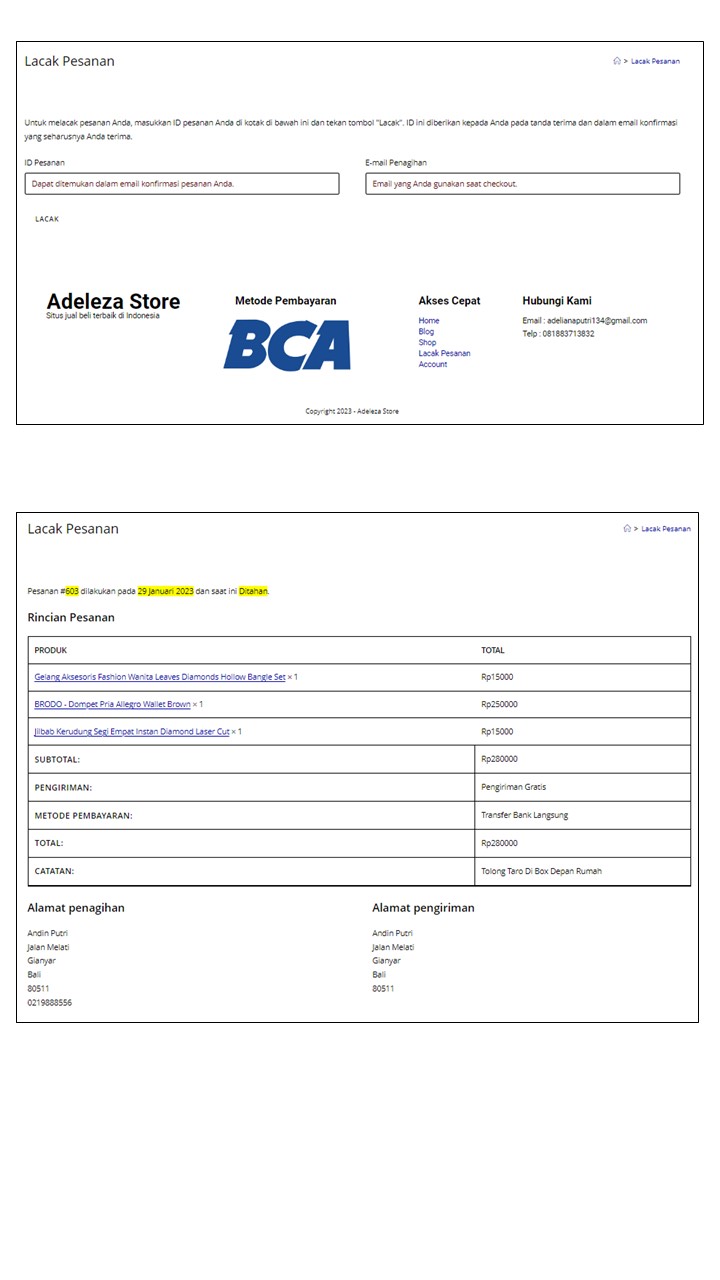 Lacak Pesanan
> Lacak Pesanan
Untuk melacak pesanan Anda, masukkan ID pesanan Anda di kotak di bawah ini dan tekan tombol "Lacak". ID ini diberikan kepada Anda pada tanda terima dan dalam email konfirmasi
yang seharusnya Anda terima.
ID Pesanan
E-mail Penagihan
Dapat ditemukan dalam email konfirmasi pesanan Anda.
Email yang Anda gunakan saat checkout.
LACAK
Adeleza Store
Situs jual beli terbaik di Indonesia
Metode Pembayaran
BCA
Akses Cepat
Home
Blog
Shop
Lacak Pesanan
Account
Hubungi Kami
Email : adelianaputri134@gmail.com
Telp : 081883713832
Copyright 2023 - Adeleza Store
Lacak Pesanan
> Lacak Pesanan
Pesanan #603 dilakukan pada 29 Januari 2023 dan saat ini Ditahan.
Rincian Pesanan
PRODUK TOTAL
Gelang Aksesoris Fashion Wanita Leaves Diamonds Hollow Bangle Set × 1 Rp15000
BRODO - Dompet Pria Allegro Wallet Brown × 1 Rp250000
Jilbab Kerudung Segi Empat Instan Diamond Laser Cut × 1 Rp15000
SUBTOTAL: Rp280000
PENGIRIMAN: Pengiriman Gratis
METODE PEMBAYARAN: Transfer Bank Langsung
TOTAL: Rp280000
CATATAN: Tolong Taro Di Box Depan Rumah
Alamat penagihan
Andin Putri
Jalan Melati
Gianyar
Bali
80511
0219888556
Alamat pengiriman
Andin Putri
Jalan Melati
Gianyar
Bali
80511